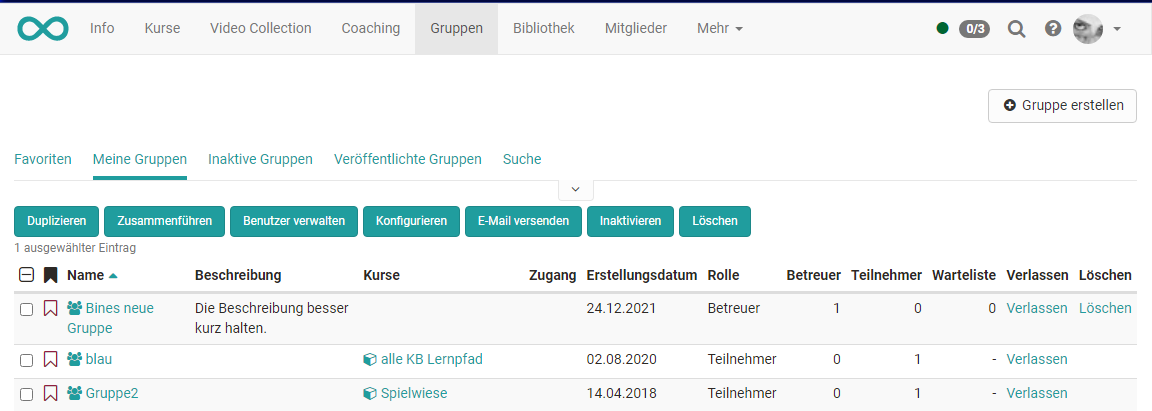 Info Kurse Video Collection Coaching Gruppen Bibliothek Mitglieder Mehr 0/3
Gruppe erstellen
Favoriten Meine Gruppen Inaktive Gruppen Veröffentlichte Gruppen Suche
Duplizieren Zusammenführen Benutzer verwalten Konfigurieren E-Mail versenden Inaktivieren Löschen
1 ausgewählter Eintrag
Name Beschreibung Kurse Zugang Erstellungsdatum Rolle Betreuer Teilnehmer Warteliste Verlassen Löschen
Bines neue Die Beschreibung besser 24.12.2021 Betreuer 1 0 0 Verlassen Löschen
Gruppe kurz halten.
blau alle KB Lernpfad 02.08.2020 Teilnehmer 0 1 - Verlassen
Gruppe2 Spielwiese 14.04.2018 Teilnehmer 0 1 - Verlassen